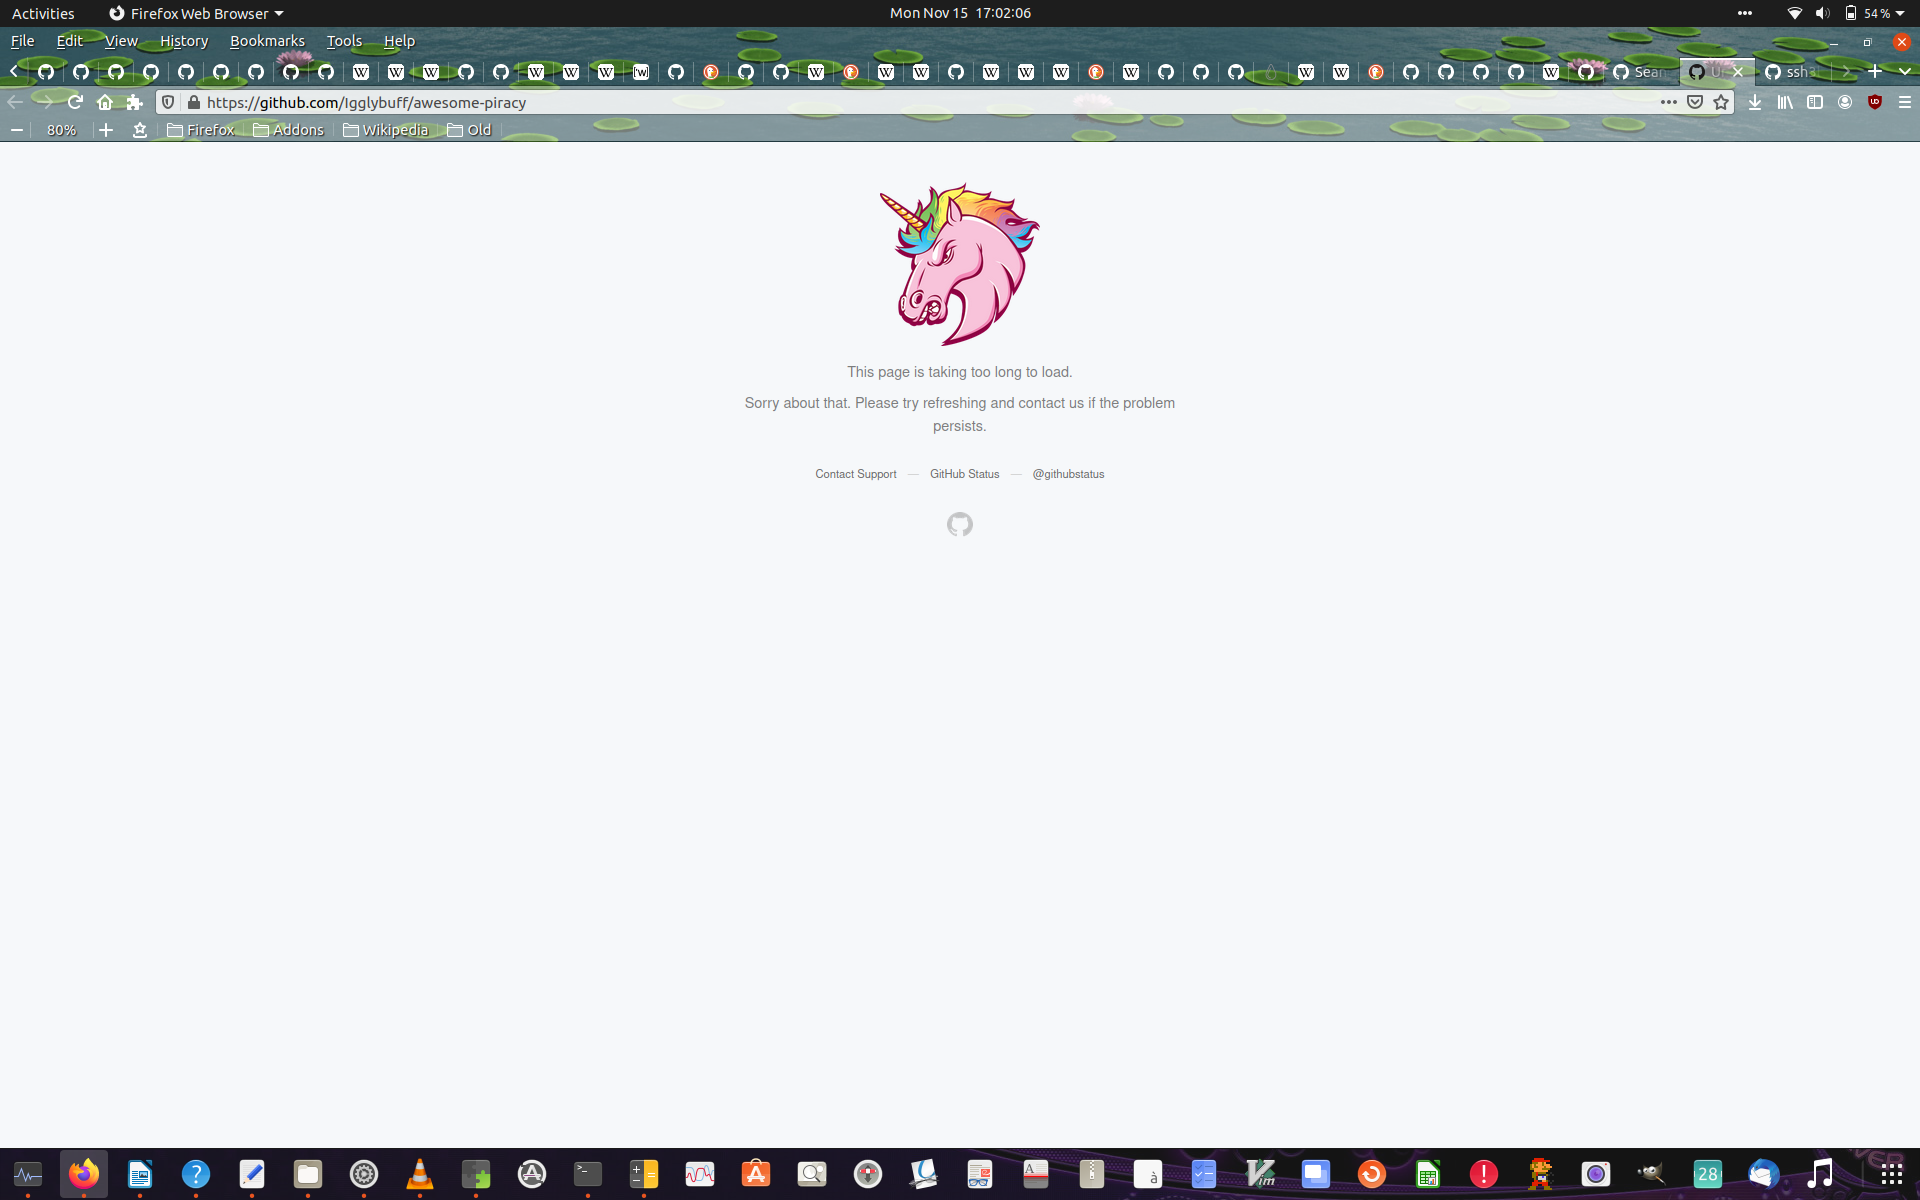 Activities Firefox Web Browser Mon Nov 15 17:02:06 54 %
File Edit View History Bookmarks Tools Help
Sear ssh
https://github.com/Igglybuff/awesome-piracy
80% Firefox Addons Wikipedia Old
This page is taking too long to load.
Sorry about that. Please try refreshing and contact us if the problem
persists.
Contact Support — GitHub Status — @githubstatus
28